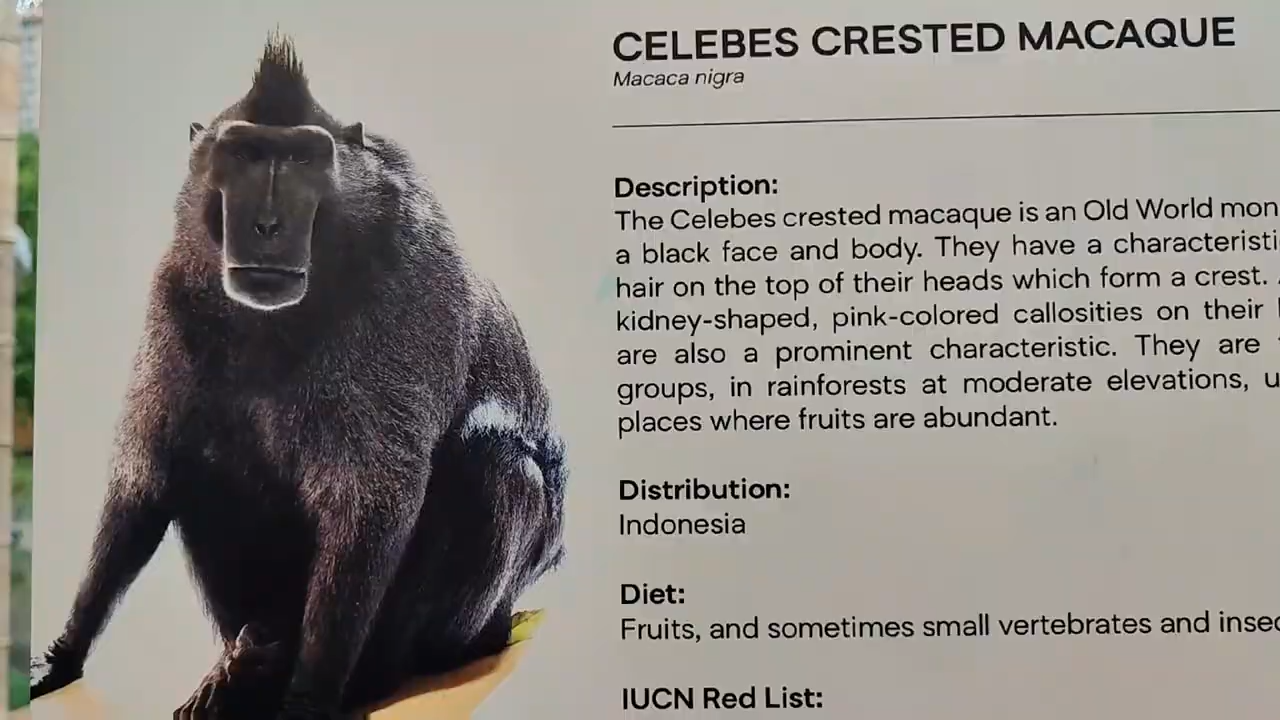 CELEBES CRESTED MACAQUE
Macaca nigra
Description:
The Celebes crested macaque is an Old World
a black face and body. They have a
hair on the top of their heads which form a crest.
kidney-shaped, pink-colored callosities on their
are also a prominent characteristic. They are
groups, in rainforests at moderate elevations,
places where fruits are abundant.
Distribution:
Indonesia
Diet:
Fruits, and sometimes small vertebrates and
IUCN Red List: